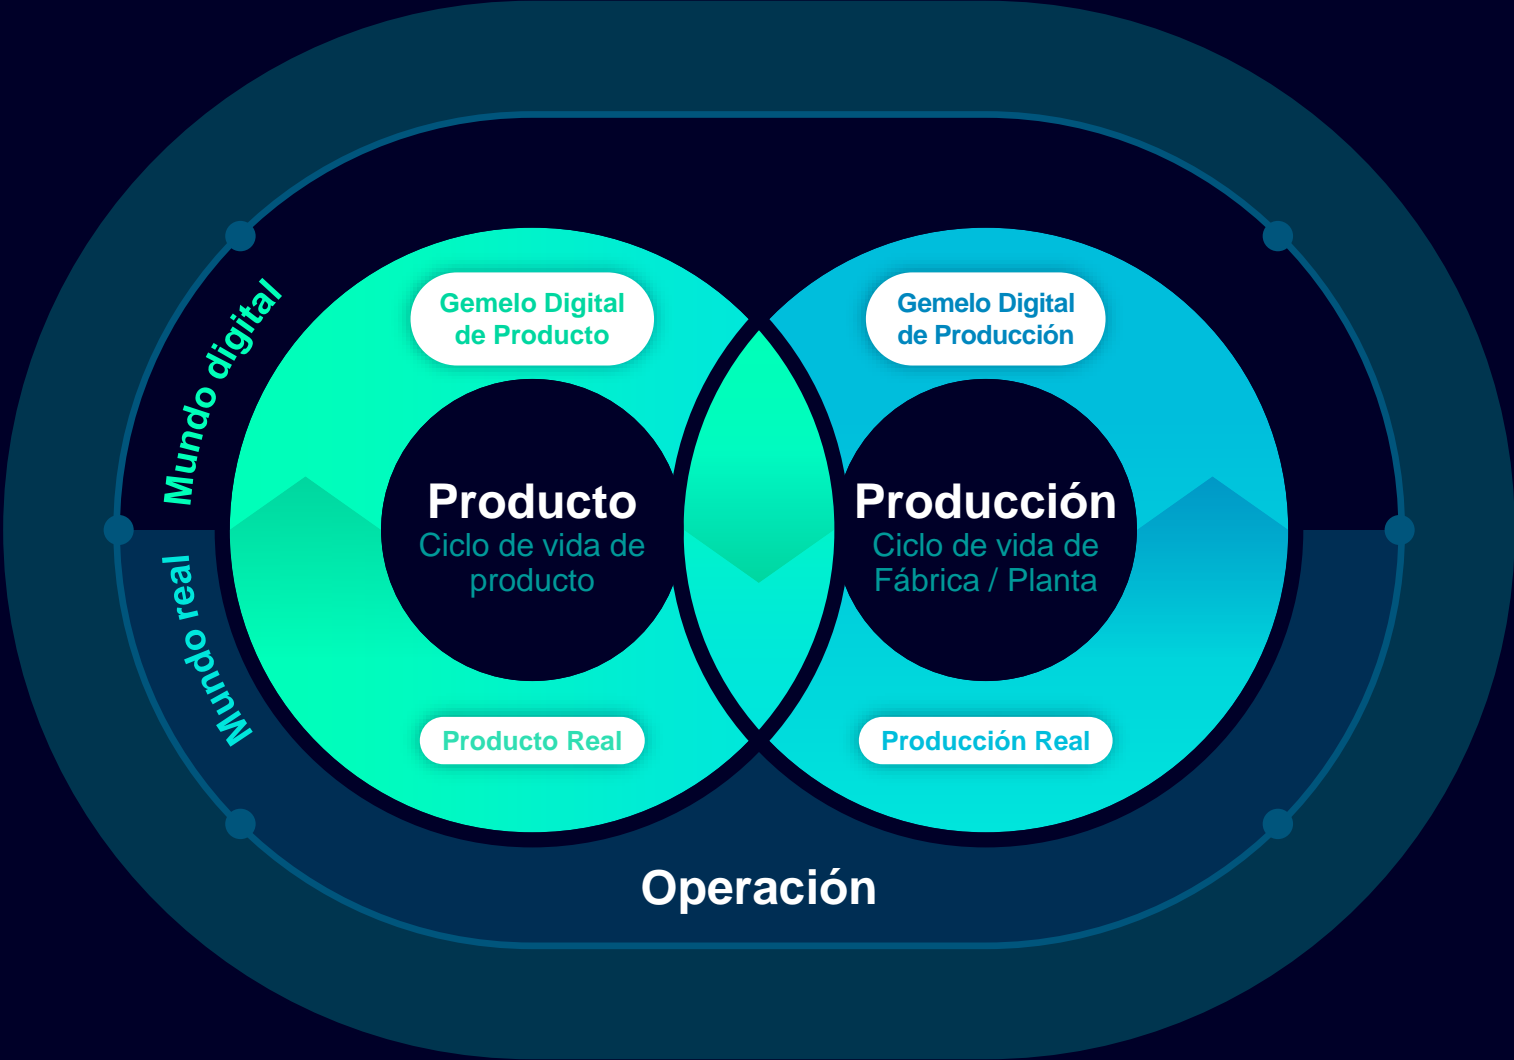 Mundo digital
Gemelo Digital
de Producto
Gemelo Digital
de Producción
Producto
Ciclo de vida de
producto
Producción
Ciclo de vida de
Fábrica / Planta
Mundo real
Producto Real
Producción Real
Operación